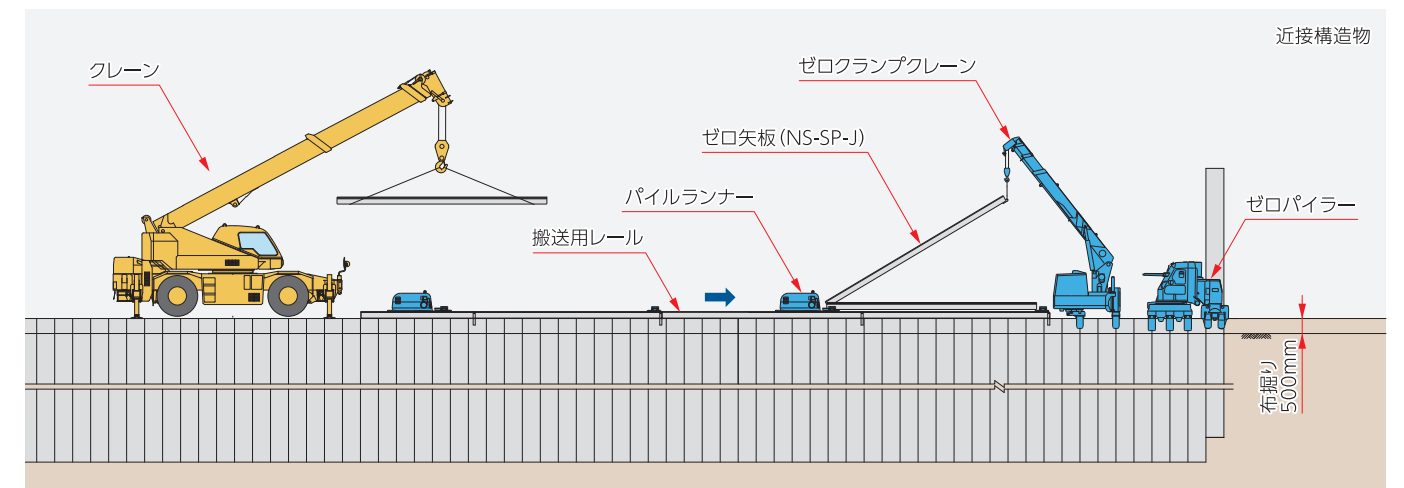 近接構造物
クレーン
ゼロクランプクレーン
ゼロ矢板(NS-SP-J)
パイルランナー
ゼロパイラー
搬送用レール
布掘り
500mm